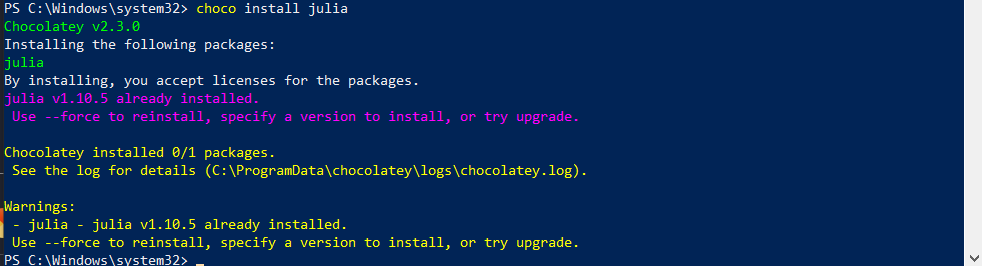 PS C:\Windows\system32> choco install julia
Chocolatey v2.3.0
Installing the following packages:
julia
By installing, you accept licenses for the packages.
julia v1.10.5 already installed.
 Use --force to reinstall, specify a version to install, or try upgrade.

Chocolatey installed 0/1 packages.
 See the log for details (C:\ProgramData\chocolatey\logs\chocolatey.log).

Warnings:
 - julia - julia v1.10.5 already installed.
 Use --force to reinstall, specify a version to install, or try upgrade.
PS C:\Windows\system32> _